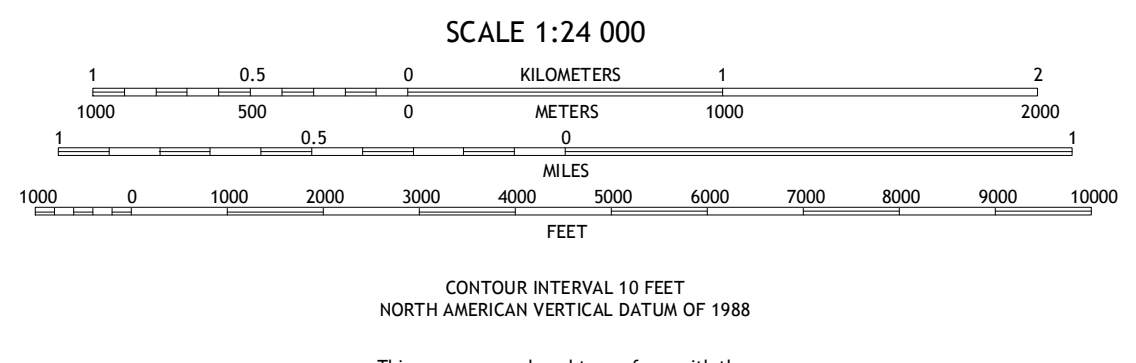 SCALE 1:24 000
1 0.5 0 KILOMETERS 1 2
1000 500 0 METERS 1000 2000
1 0.5 0 1
MILES
1000 0 1000 2000 3000 4000 5000 6000 7000 8000 9000 10000
FEET
CONTOUR INTERVAL 10 FEET
NORTH AMERICAN VERTICAL DATUM OF 1988